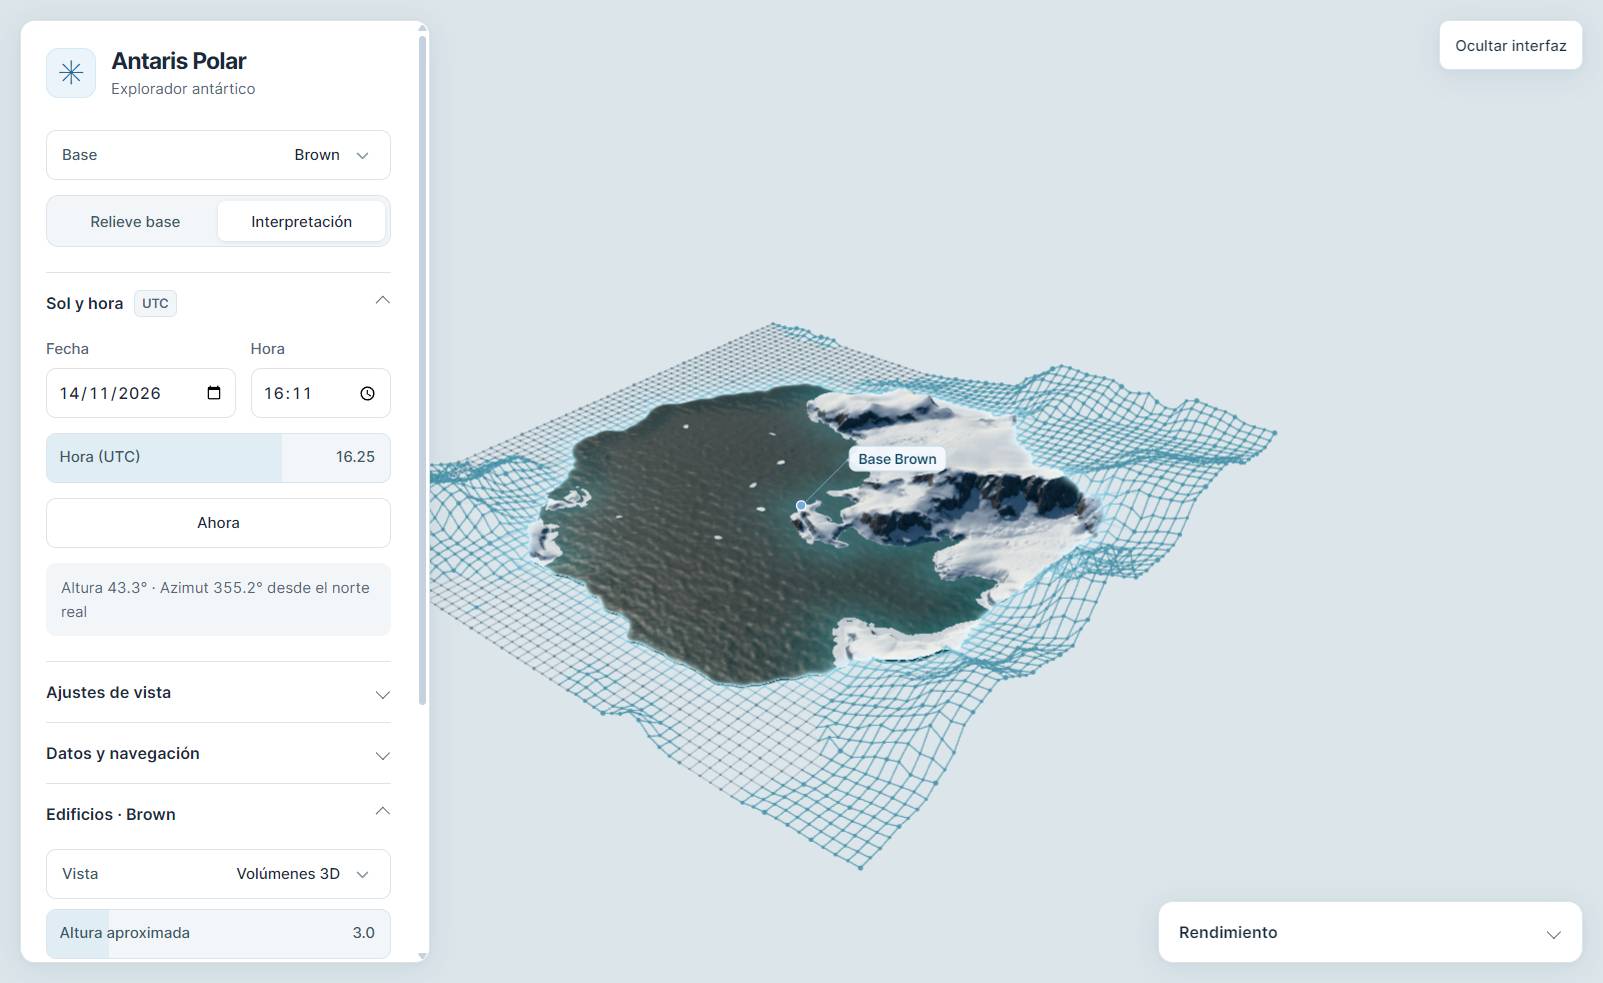 Antaris Polar
Explorador antártico
Base Brown
Relieve base Interpretación
Sol y hora UTC
Fecha Hora
14/11/2026 16:11
Hora (UTC) 16.25
Ahora
Altura 43.3° · Azimut 355.2° desde el norte
real
Ajustes de vista
Datos y navegación
Edificios · Brown
Vista Volúmenes 3D
Altura aproximada 3.0
Base Brown
Ocultar interfaz
Rendimiento